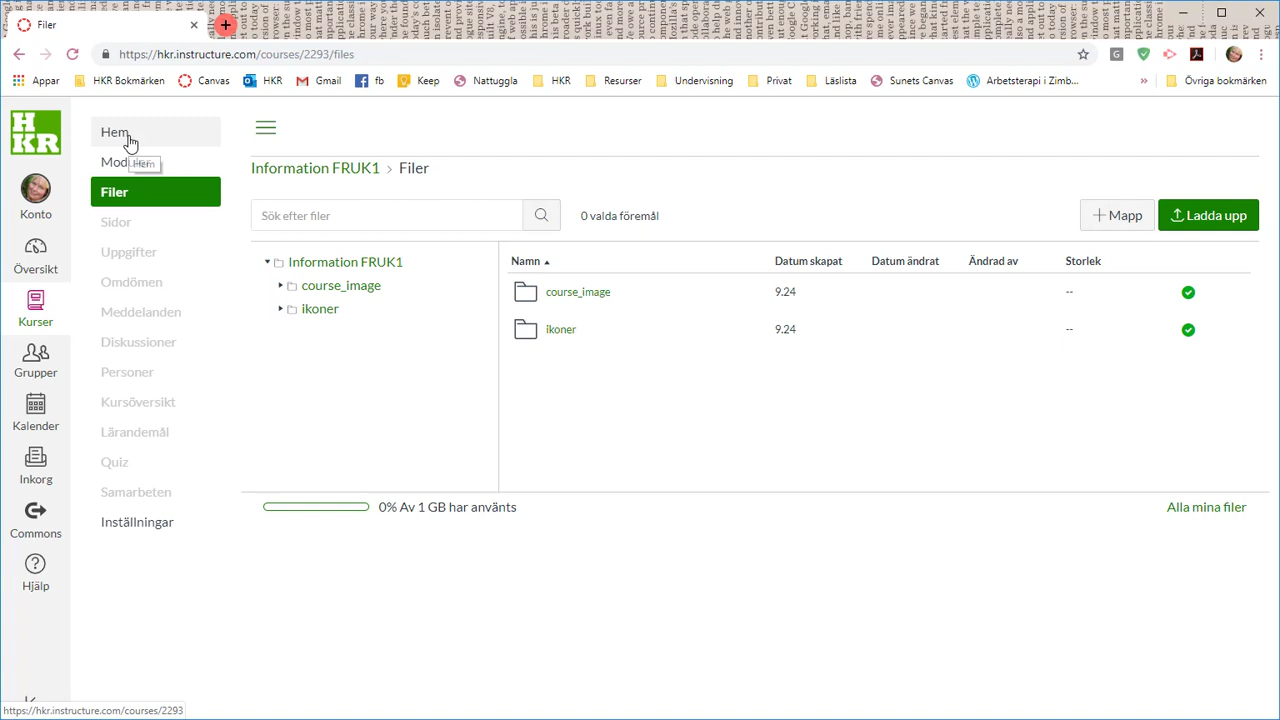 Filer
https://hkr.instructure.com/courses/2293/files
Appar
HKR Bokmärken
Canvas
HKR
Gmail
fb
Keep
Nattuggla
HKR
Resurser
Undervisning
Privat
Läslista
Sunets Canvas
Arbetsterapi i Zimb...
»
Övriga bokmärken
H
KR
Konto
Översikt
Kurser
Grupper
Kalender
Inkorg
Commons
Hjälp
Hem
Hem
Filer
Sidor
Uppgifter
Omdömen
Meddelanden
Diskussioner
Personer
Kursöversikt
Lärandemål
Quiz
Samarbeten
Inställningar
Information FRUK1 › Filer
Sök efter filer
0 valda föremål
+ Mapp
Ladda upp
Information FRUK1
course_image
ikoner
Namn
Datum skapat
Datum ändrat
Ändrad av
Storlek
course_image
9.24
--
ikoner
9.24
--
0% Av 1 GB har använts
Alla mina filer
https://hkr.instructure.com/courses/2293